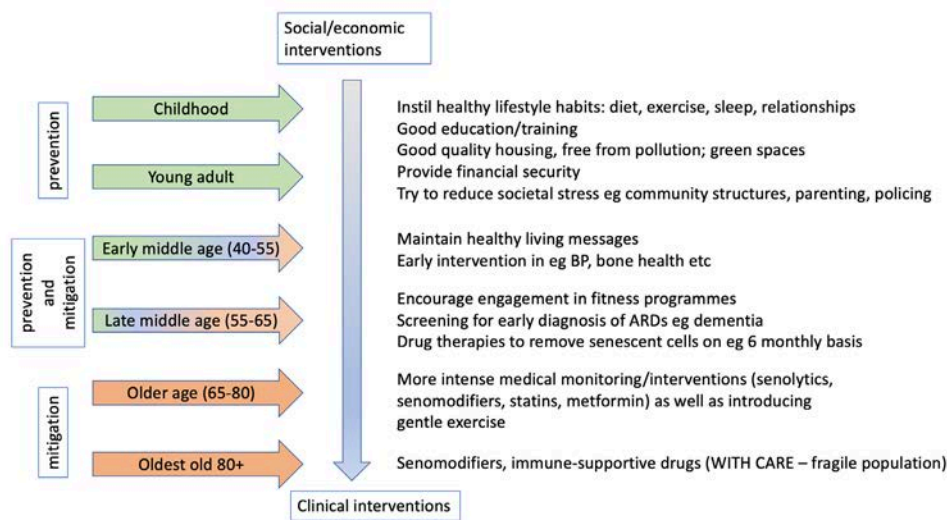 Social/economic
interventions
prevention
Childhood
Young adult
Instil healthy lifestyle habits: diet, exercise, sleep, relationships
Good education/training
Good quality housing, free from pollution; green spaces
Provide financial security
Try to reduce societal stress eg community structures, parenting, policing
prevention
and
mitigation
Early middle age (40-55)
Maintain healthy living messages
Early intervention in eg BP, bone health etc
Late middle age (55-65)
Encourage engagement in fitness programmes
Screening for early diagnosis of ARDs eg dementia
Drug therapies to remove senescent cells on eg 6 monthly basis
mitigation
Older age (65-80)
More intense medical monitoring/interventions (senolytics,
senomodifiers, statins, metformin) as well as introducing
gentle exercise
Oldest old 80+
Senomodifiers, immune-supportive drugs (WITH CARE – fragile population)
Clinical interventions